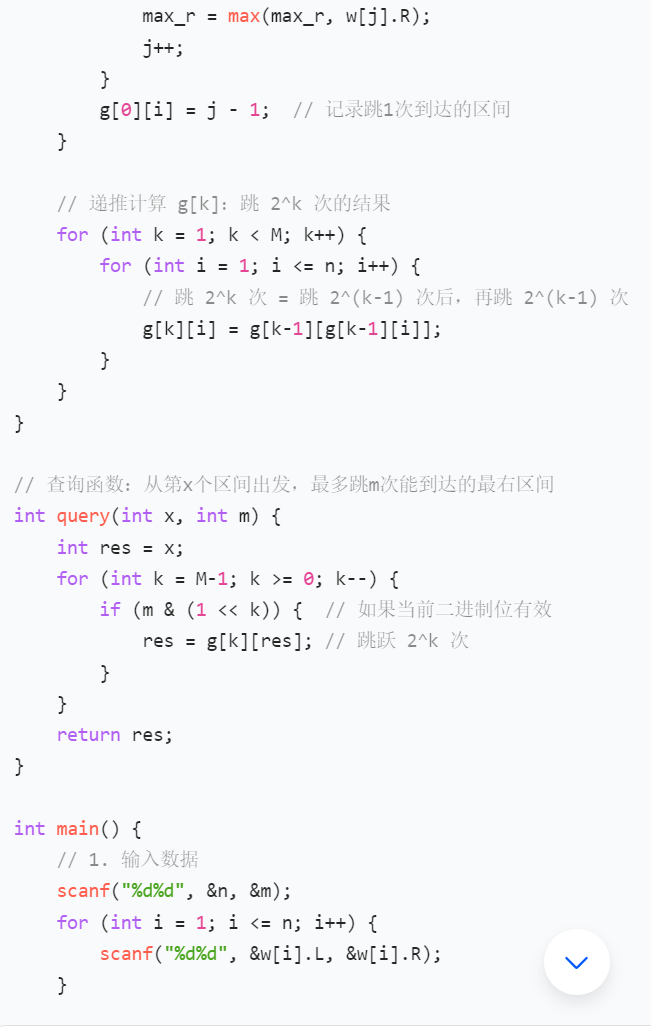 max_r = max(max_r, w[j].R);
j++;
}
g[0][i] = j - 1;  // 记录跳1次到达的区间
}
// 递推计算 g[k]：跳 2^k 次的结果
for (int k = 1; k < M; k++) {
for (int i = 1; i <= n; i++) {
// 跳 2^k 次 = 跳 2^(k-1) 次后，再跳 2^(k-1) 次
g[k][i] = g[k-1][g[k-1][i]];
}
}
}
// 查询函数：从第x个区间出发，最多跳m次能到达的最右区间
int query(int x, int m) {
int res = x;
for (int k = M-1; k >= 0; k--) {
if (m & (1 << k)) {  // 如果当前二进制位有效
res = g[k][res]; // 跳跃 2^k 次
}
}
return res;
}
int main() {
// 1. 输入数据
scanf("%d%d", &n, &m);
for (int i = 1; i <= n; i++) {
scanf("%d%d", &w[i].L, &w[i].R);
}